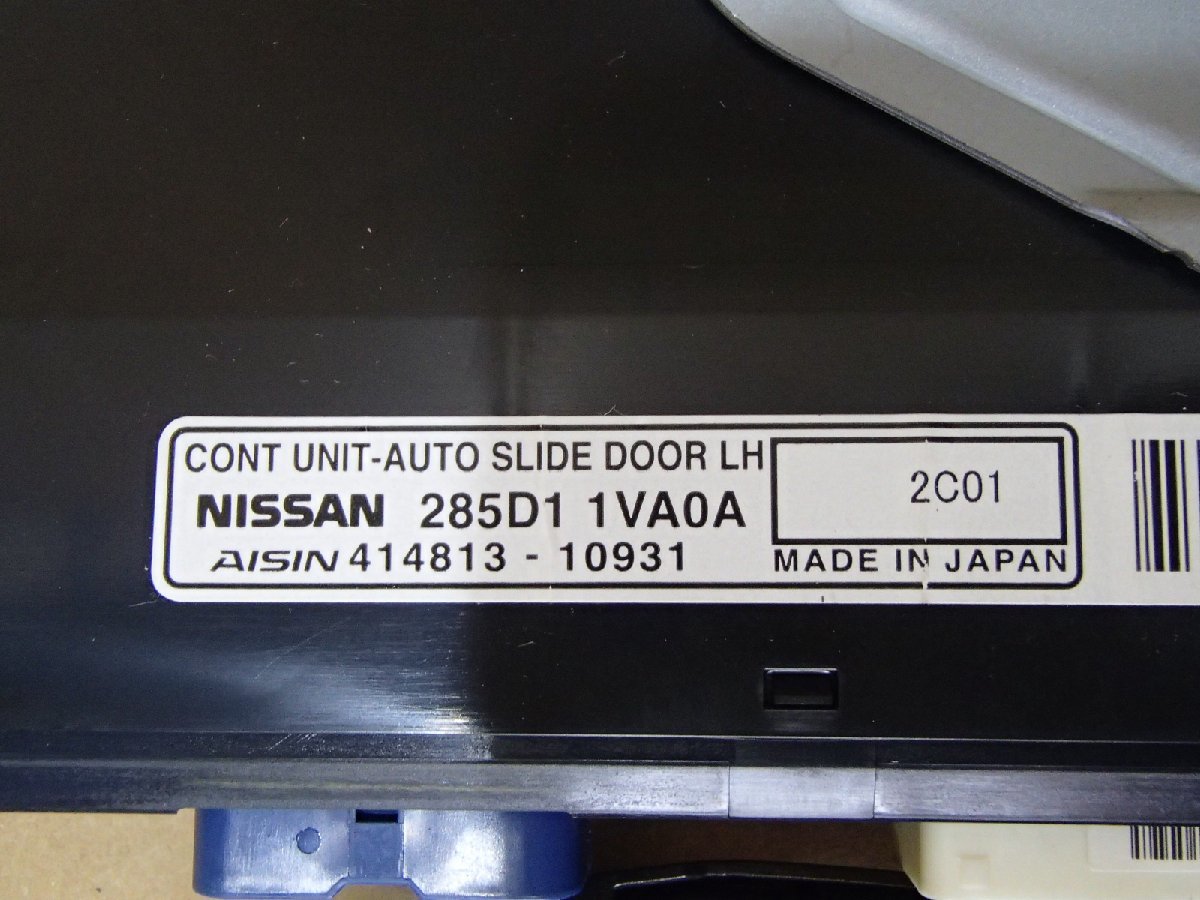 CONT UNIT-AUTO SLIDE DOOR LH
NISSAN 285D1 1VA0A
AISIN 414813 - 10931
2C01
MADE IN JAPAN